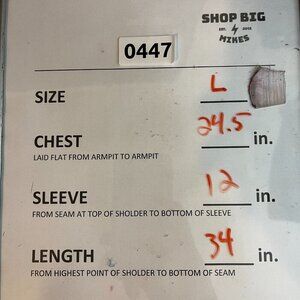 SHOP BIG
EST. 2015
MIKES
0447
SIZE L
CHEST 24.5 in.
LAID FLAT FROM ARMPIT TO ARMPIT
SLEEVE 12 in.
FROM SEAM AT TOP OF SHOLDER TO BOTTOM OF SLEEVE
LENGTH 34 in.
FROM HIGHEST POINT OF SHOLDER TO BOTTOM OF SEAM